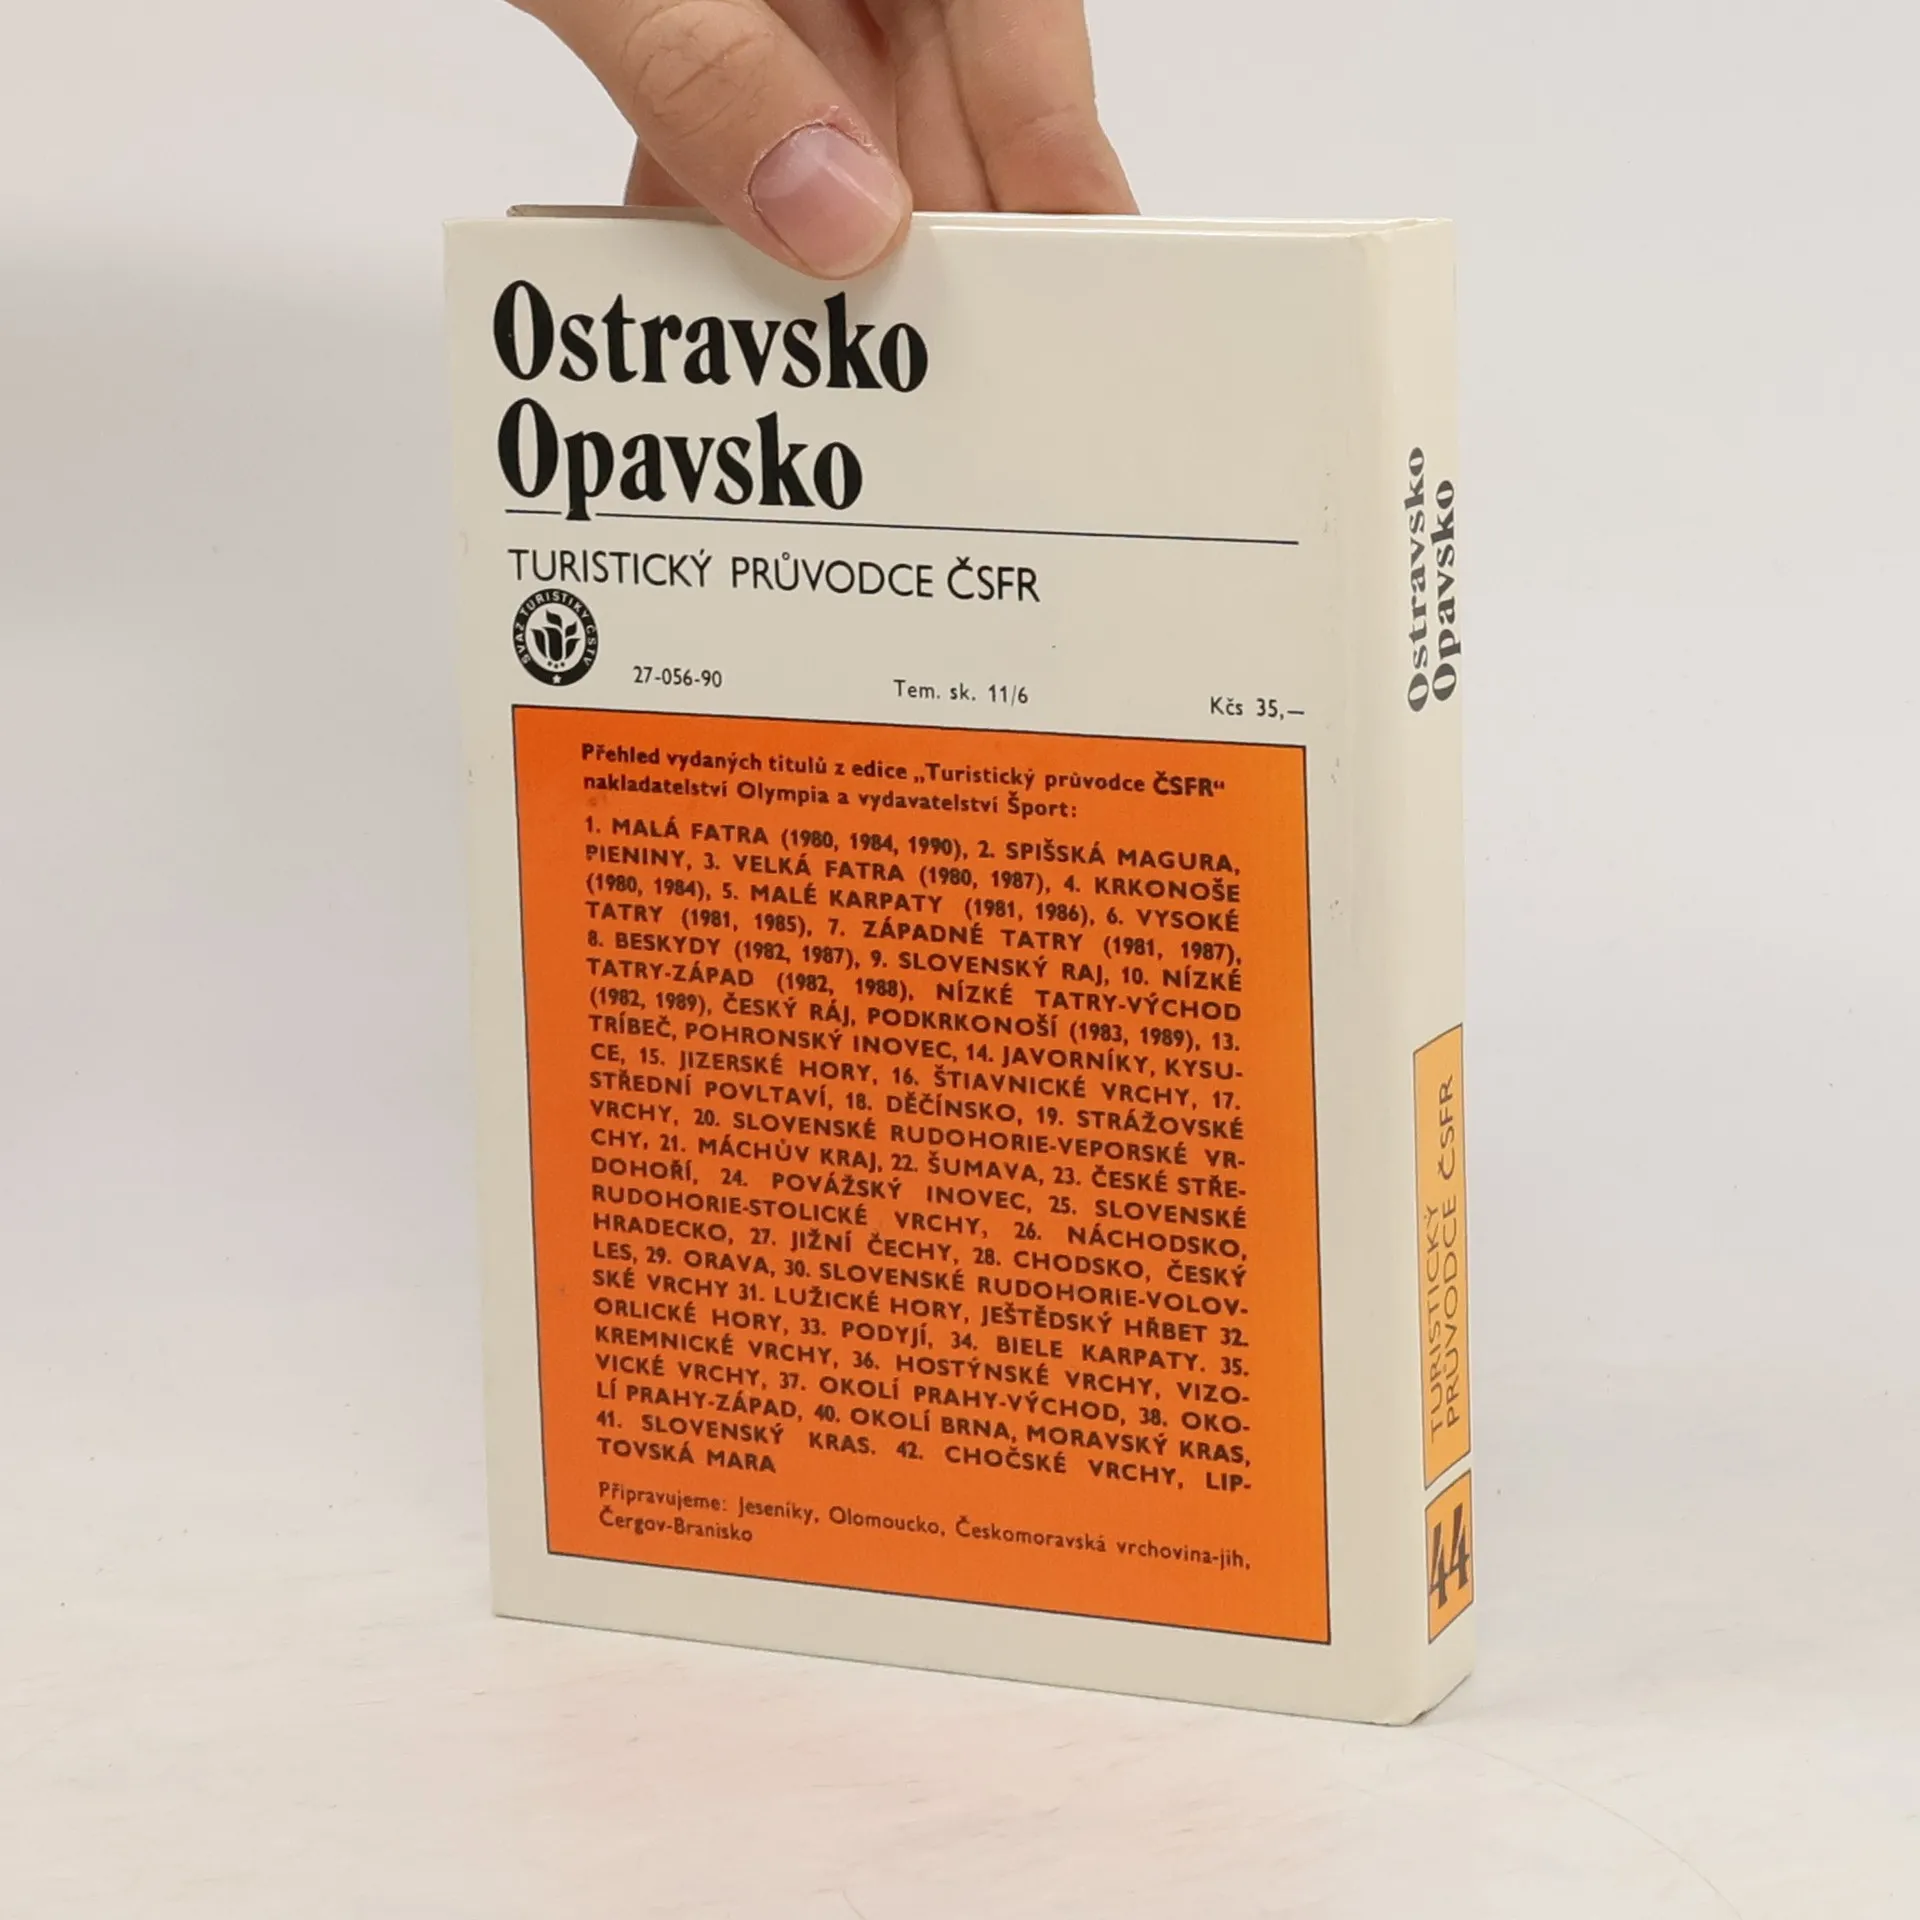 Ostravsko
Opavsko
TURISTICKÝ PRŮVODCE ČSFR
SVAZ TURISTIKY ČSTV
27-056-90 Tem. sk. 11/6 Kčs 35,—
Přehled vydaných titulů z edice „Turistický průvodce ČSFR“
nakladatelství Olympia a vydavatelství Šport:
1. MALÁ FATRA (1980, 1984, 1990), 2. SPIŠSKÁ MAGURA,
PIENINY, 3. VELKÁ FATRA (1980, 1987), 4. KRKONOŠE
(1980, 1984), 5. MALÉ KARPATY (1981, 1986), 6. VYSOKÉ
TATRY (1981, 1985), 7. ZÁPADNÉ TATRY (1981, 1987),
8. BESKYDY (1982, 1987), 9. SLOVENSKÝ RAJ, 10. NÍZKÉ
TATRY-ZÁPAD (1982, 1988), NÍZKÉ TATRY-VÝCHOD
(1982, 1989), ČESKÝ RÁJ, PODKRKONOŠÍ (1983, 1989), 13.
TRÍBEČ, POHRONSKÝ INOVEC, 14. JAVORNÍKY, KYSU-
CE, 15. JIZERSKÉ HORY, 16. ŠTIAVNICKÉ VRCHY, 17.
STŘEDNÍ POVLTAVÍ, 18. DĚČÍNSKO, 19. STRÁŽOVSKÉ
VRCHY, 20. SLOVENSKÉ RUDOHORIE-VEPORSKÉ VR-
CHY, 21. MÁCHŮV KRAJ, 22. ŠUMAVA, 23. ČESKÉ STŘE-
DOHOŘÍ, 24. POVÁŽSKÝ INOVEC, 25. SLOVENSKÉ
RUDOHORIE-STOLICKÉ VRCHY, 26. NÁCHODSKO,
HRADECKO, 27. JIŽNÍ ČECHY, 28. CHODSKO, ČESKÝ
LES, 29. ORAVA, 30. SLOVENSKÉ RUDOHORIE-VOLOV-
SKÉ VRCHY 31. LUŽICKÉ HORY, JEŠTĚDSKÝ HŘBET 32.
ORLICKÉ HORY, 33. PODYJÍ, 34. BIELE KARPATY. 35.
KREMNICKÉ VRCHY, 36. HOSTÝNSKÉ VRCHY, VIZO-
VICKÉ VRCHY, 37. OKOLÍ PRAHY-VÝCHOD, 38. OKO-
LÍ PRAHY-ZÁPAD, 40. OKOLÍ BRNA, MORAVSKÝ KRAS,
41. SLOVENSKÝ KRAS. 42. CHOČSKÉ VRCHY, LIP-
TOVSKÁ MARA
Připravujeme: Jeseníky, Olomoucko, Českomoravská vrchovina-jih,
Čergov-Branisko
Ostravsko
Opavsko
TURISTICKÝ
PRŮVODCE ČSFR
44